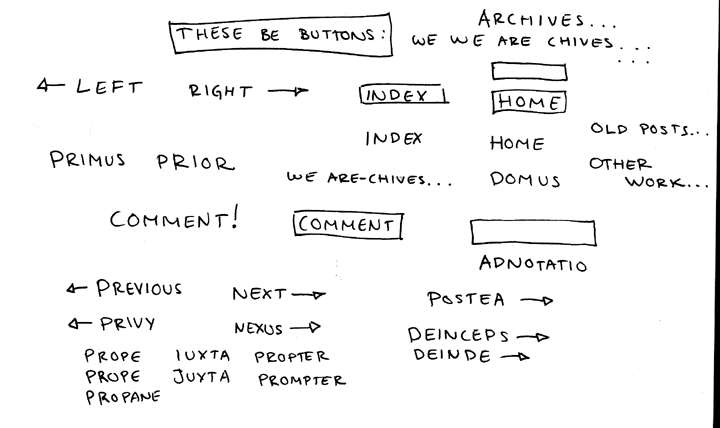 THESE BE BUTTONS:
ARCHIVES...
WE WE ARE CHIVES...
...
← LEFT RIGHT →
INDEX
HOME
INDEX
HOME
OLD POSTS...
PRIMUS PRIOR
WE ARE-CHIVES...
DOMUS
OTHER
WORK...
COMMENT!
COMMENT
ADNOTATIO
← PREVIOUS NEXT →
POSTEA →
← PRIVY NEXUS →
DEINCEPS →
DEINDE →
PROPE IUXTA PROPTER
PROPE JUXTA PROMPTER
PROPANE